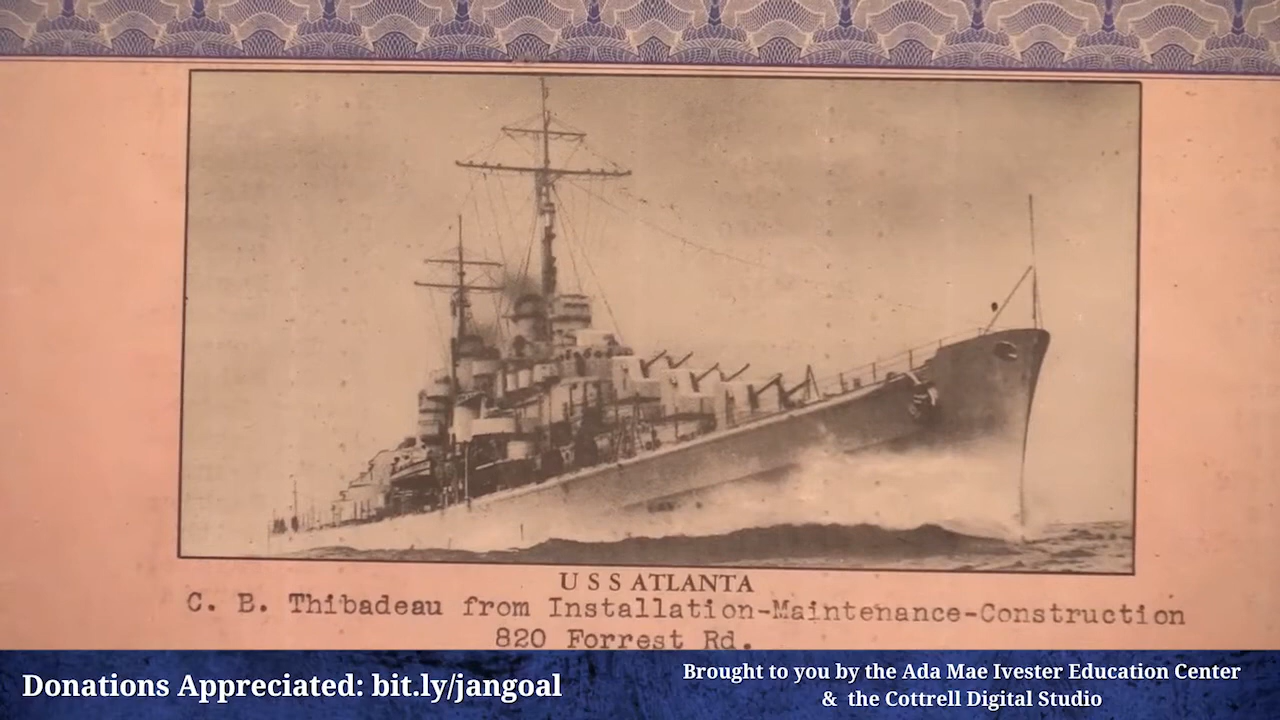 U S S ATLANTA
C. B. Thibadeau from Installation-Maintenance-Construction
820 Forrest Rd.
Donations Appreciated: bit.ly/jangoal
Brought to you by the Ada Mae Ivester Education Center
& the Cottrell Digital Studio